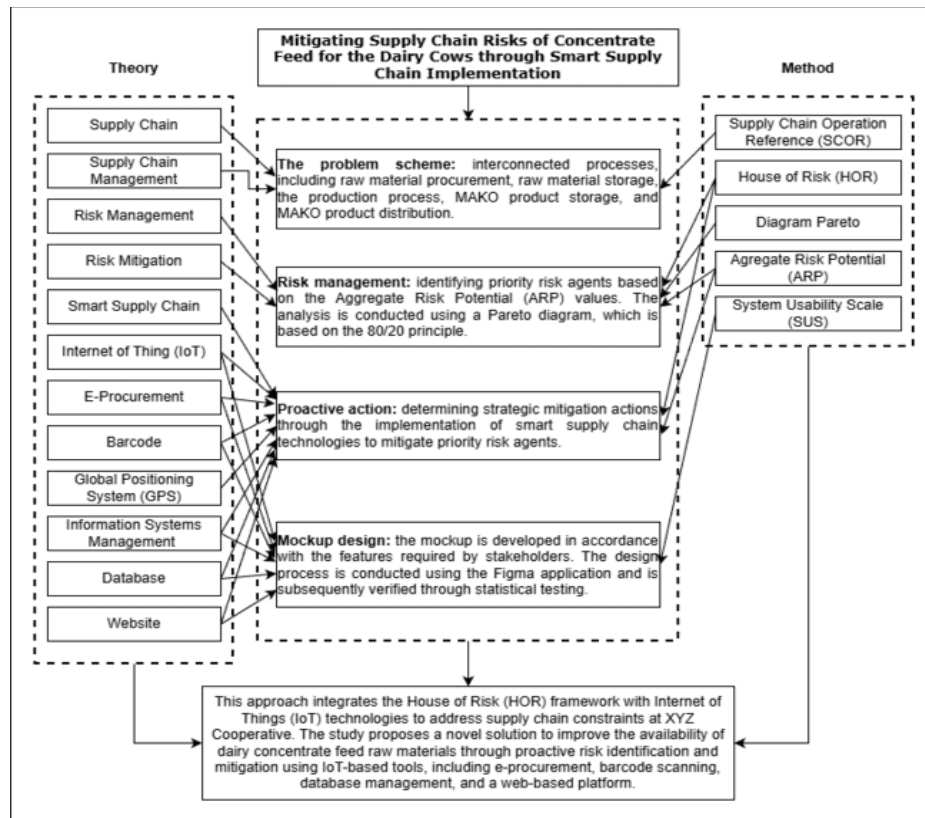 Mitigating Supply Chain Risks of Concentrate
Feed for the Dairy Cows through Smart Supply
Chain Implementation
Theory
Supply Chain
Supply Chain
Management
Risk Management
Risk Mitigation
Smart Supply Chain
Internet of Thing (IoT)
E-Procurement
Barcode
Global Positioning
System (GPS)
Information Systems
Management
Database
Website
The problem scheme: interconnected processes,
including raw material procurement, raw material storage,
the production process, MAKO product storage, and
MAKO product distribution.
Risk management: identifying priority risk agents based
on the Aggregate Risk Potential (ARP) values. The
analysis is conducted using a Pareto diagram, which is
based on the 80/20 principle.
Proactive action: determining strategic mitigation actions
through the implementation of smart supply chain
technologies to mitigate priority risk agents.
Mockup design: the mockup is developed in accordance
with the features required by stakeholders. The design
process is conducted using the Figma application and is
subsequently verified through statistical testing.
Method
Supply Chain Operation
Reference (SCOR)
House of Risk (HOR)
Diagram Pareto
Agregate Risk Potential
(ARP)
System Usability Scale
(SUS)
This approach integrates the House of Risk (HOR) framework with Internet of
Things (IoT) technologies to address supply chain constraints at XYZ
Cooperative. The study proposes a novel solution to improve the availability of
dairy concentrate feed raw materials through proactive risk identification and
mitigation using IoT-based tools, including e-procurement, barcode scanning,
database management, and a web-based platform.